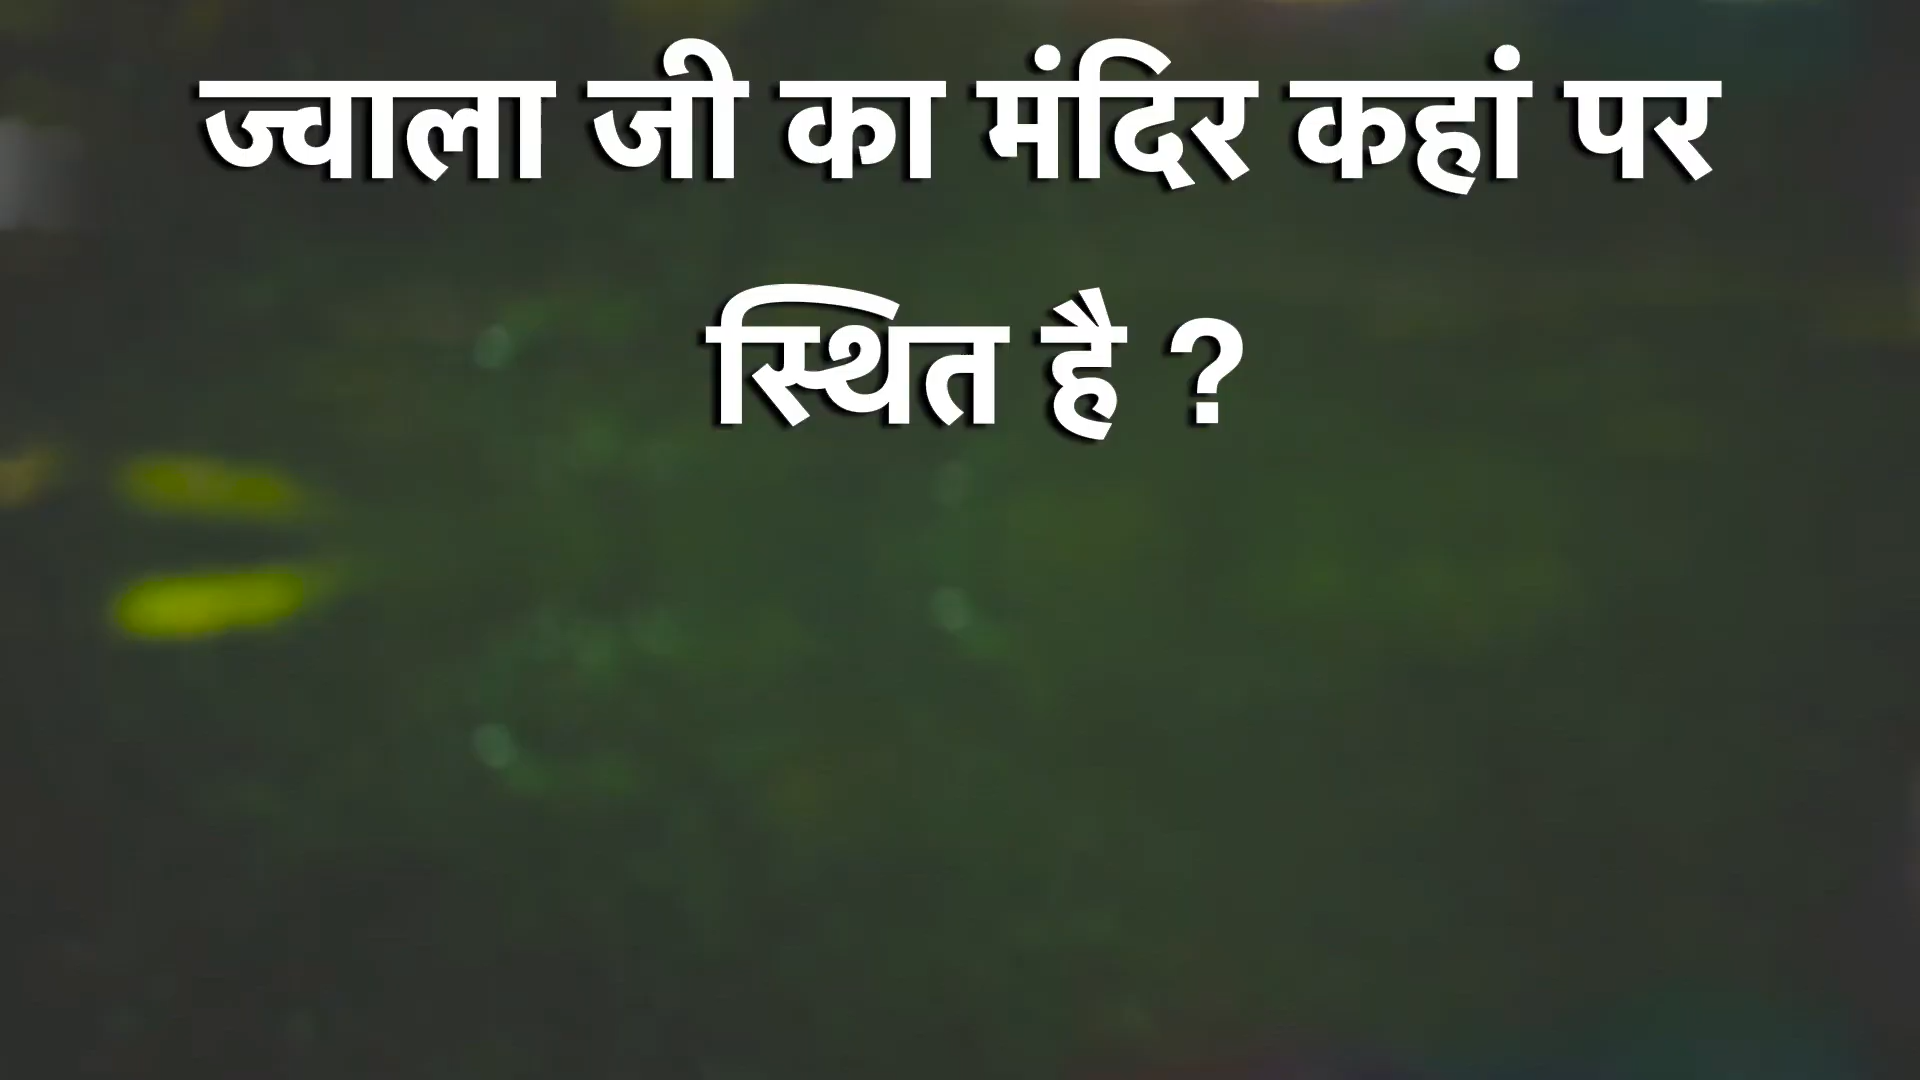 ज्वाला जी का मंदिर कहां पर
स्थित है ?